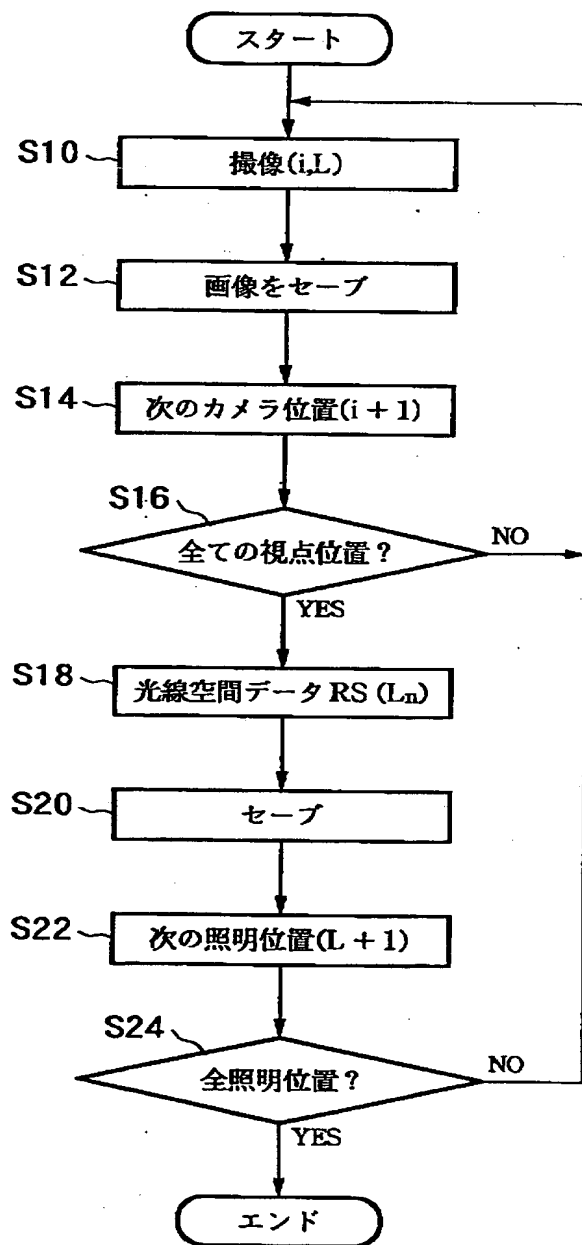 スタート
S10
撮像(i,L)
S12
画像をセーブ
S14
次のカメラ位置(i + 1)
S16
全ての視点位置？
NO
YES
S18
光線空間データ RS (Ln)
S20
セーブ
S22
次の照明位置(L + 1)
S24
全照明位置？
NO
YES
エンド